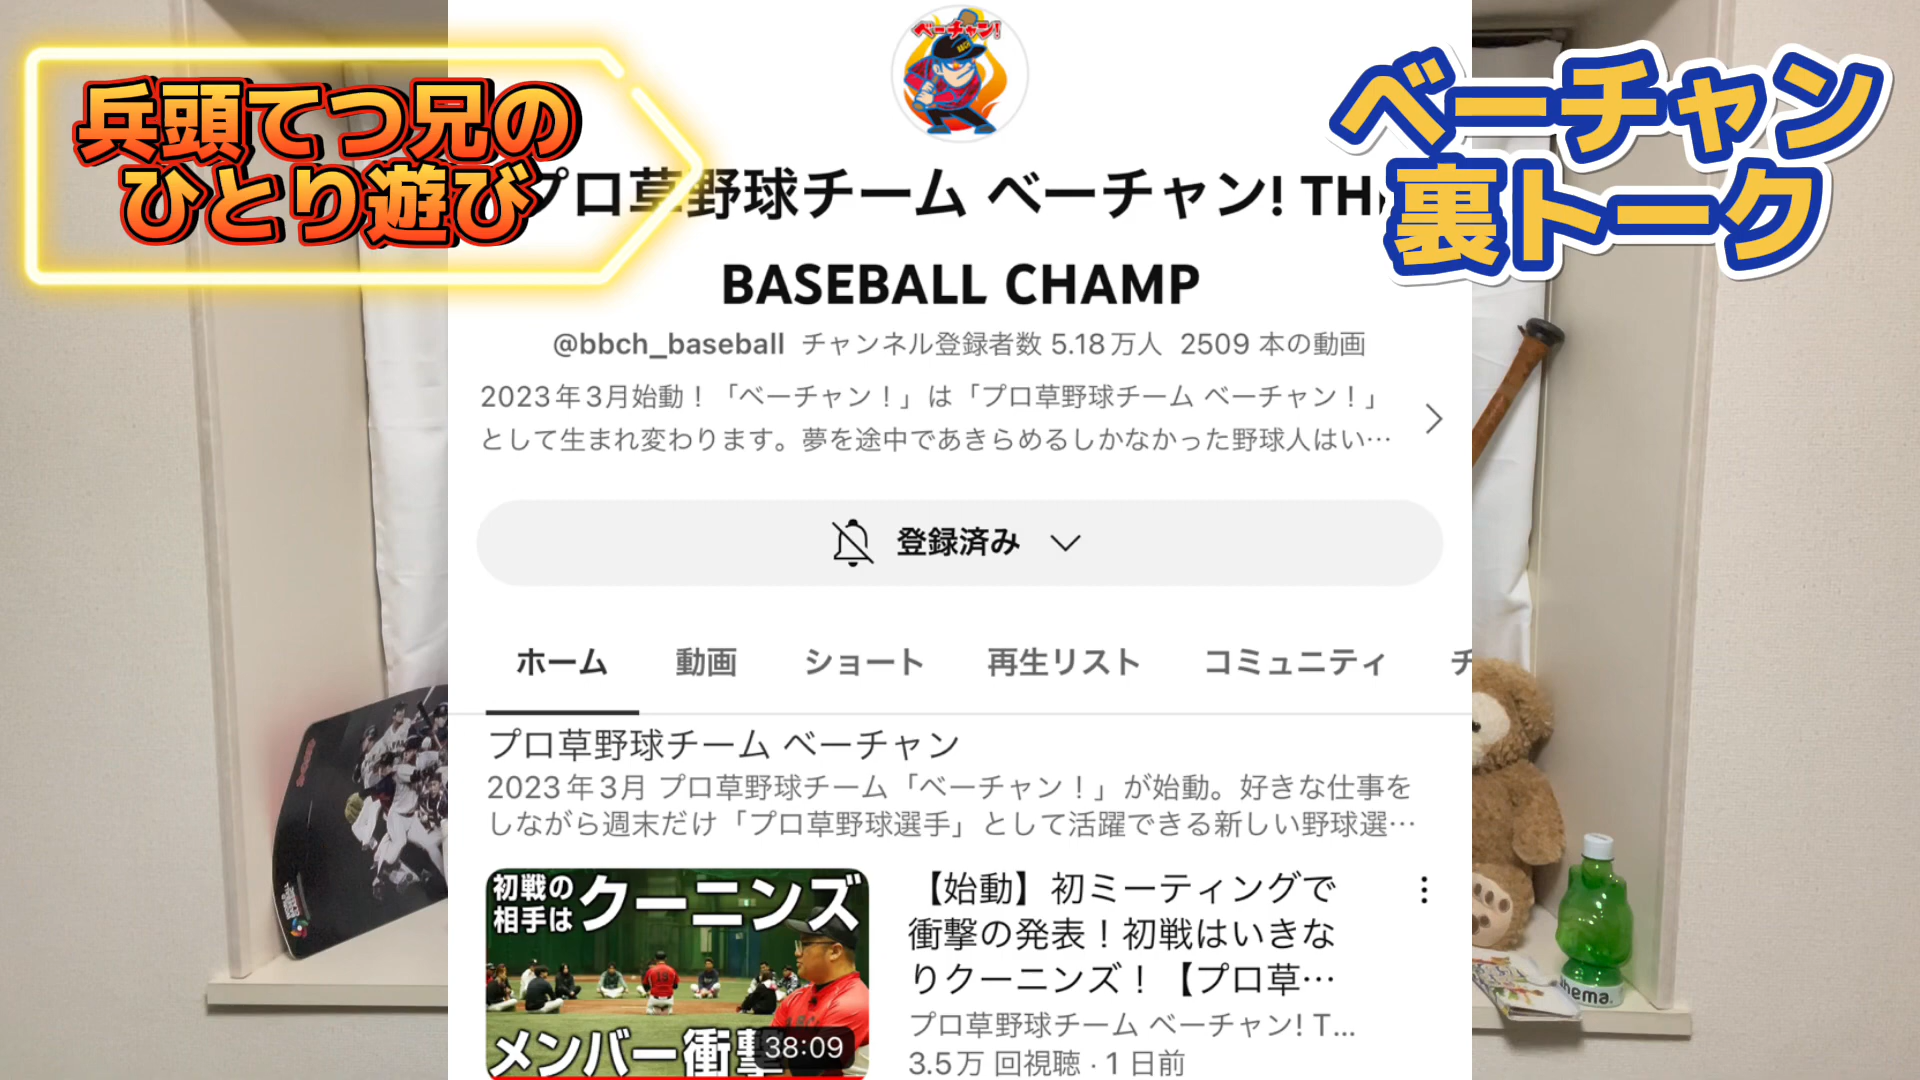 兵頭てつ兄の
ひとり遊び
ベーチャン
裏トーク
ベーチャン!
プロ草野球チーム ベーチャン! TH
BASEBALL CHAMP
@bbch_baseball チャンネル登録者数 5.18万人 2509 本の動画
2023年3月始動！「ベーチャン！」は「プロ草野球チーム ベーチャン！」
として生まれ変わります。夢を途中であきらめるしかなかった野球人はい…
登録済み
ホーム 動画 ショート 再生リスト コミュニティ チ
プロ草野球チーム ベーチャン
2023年3月 プロ草野球チーム「ベーチャン！」が始動。好きな仕事を
しながら週末だけ「プロ草野球選手」として活躍できる新しい野球選…
初戦の
相手は
クーニンズ
メンバー衝撃
38:09
【始動】初ミーティングで
衝撃の発表！初戦はいきな
りクーニンズ！【プロ草…
プロ草野球チーム ベーチャン! T...
3.5万 回視聴 · 1 日前
thema